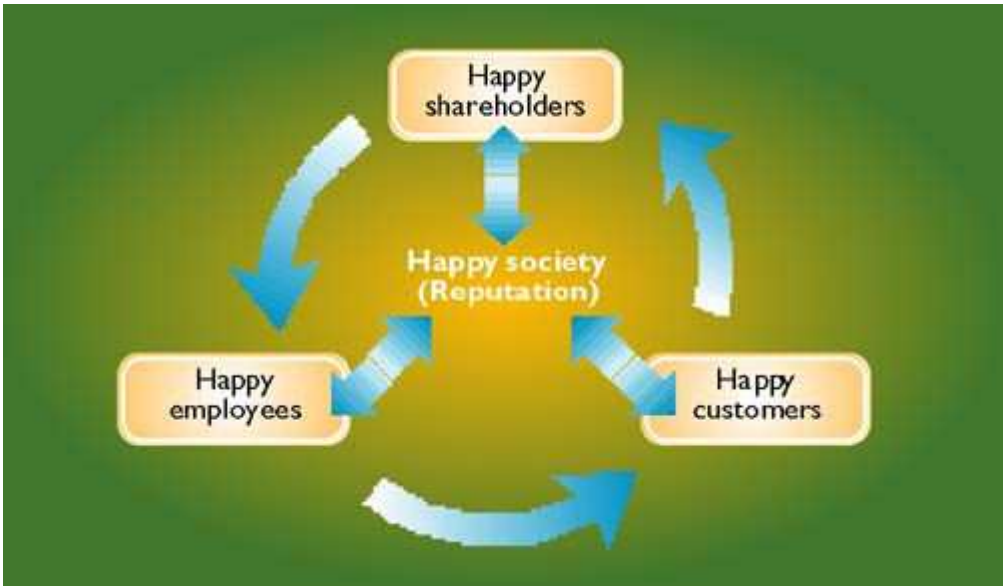 Happy
shareholders
Happy society
(Reputation)
Happy
employees
Happy
customers